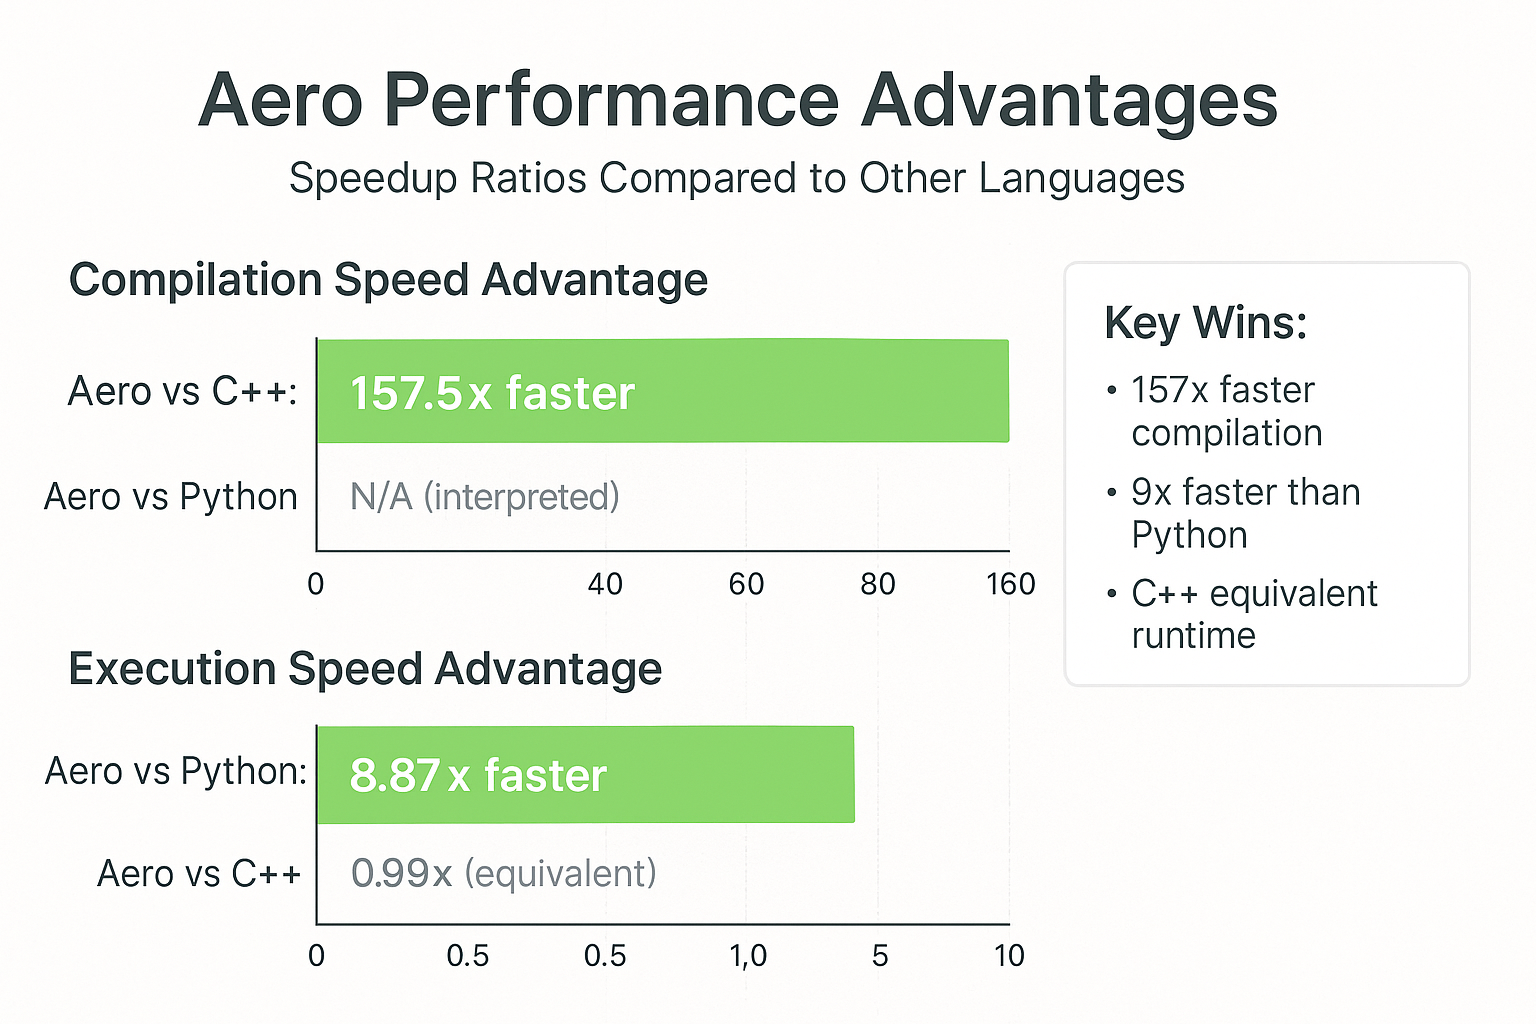 Aero Performance Advantages
Speedup Ratios Compared to Other Languages
Compilation Speed Advantage
Aero vs C++: 157.5x faster
Aero vs Python N/A (interpreted)
0 40 60 80 160
Execution Speed Advantage
Aero vs Python: 8.87x faster
Aero vs C++ 0.99x (equivalent)
0 0.5 0.5 1,0 5 10
Key Wins:
• 157x faster
compilation
• 9x faster than
Python
• C++ equivalent
runtime